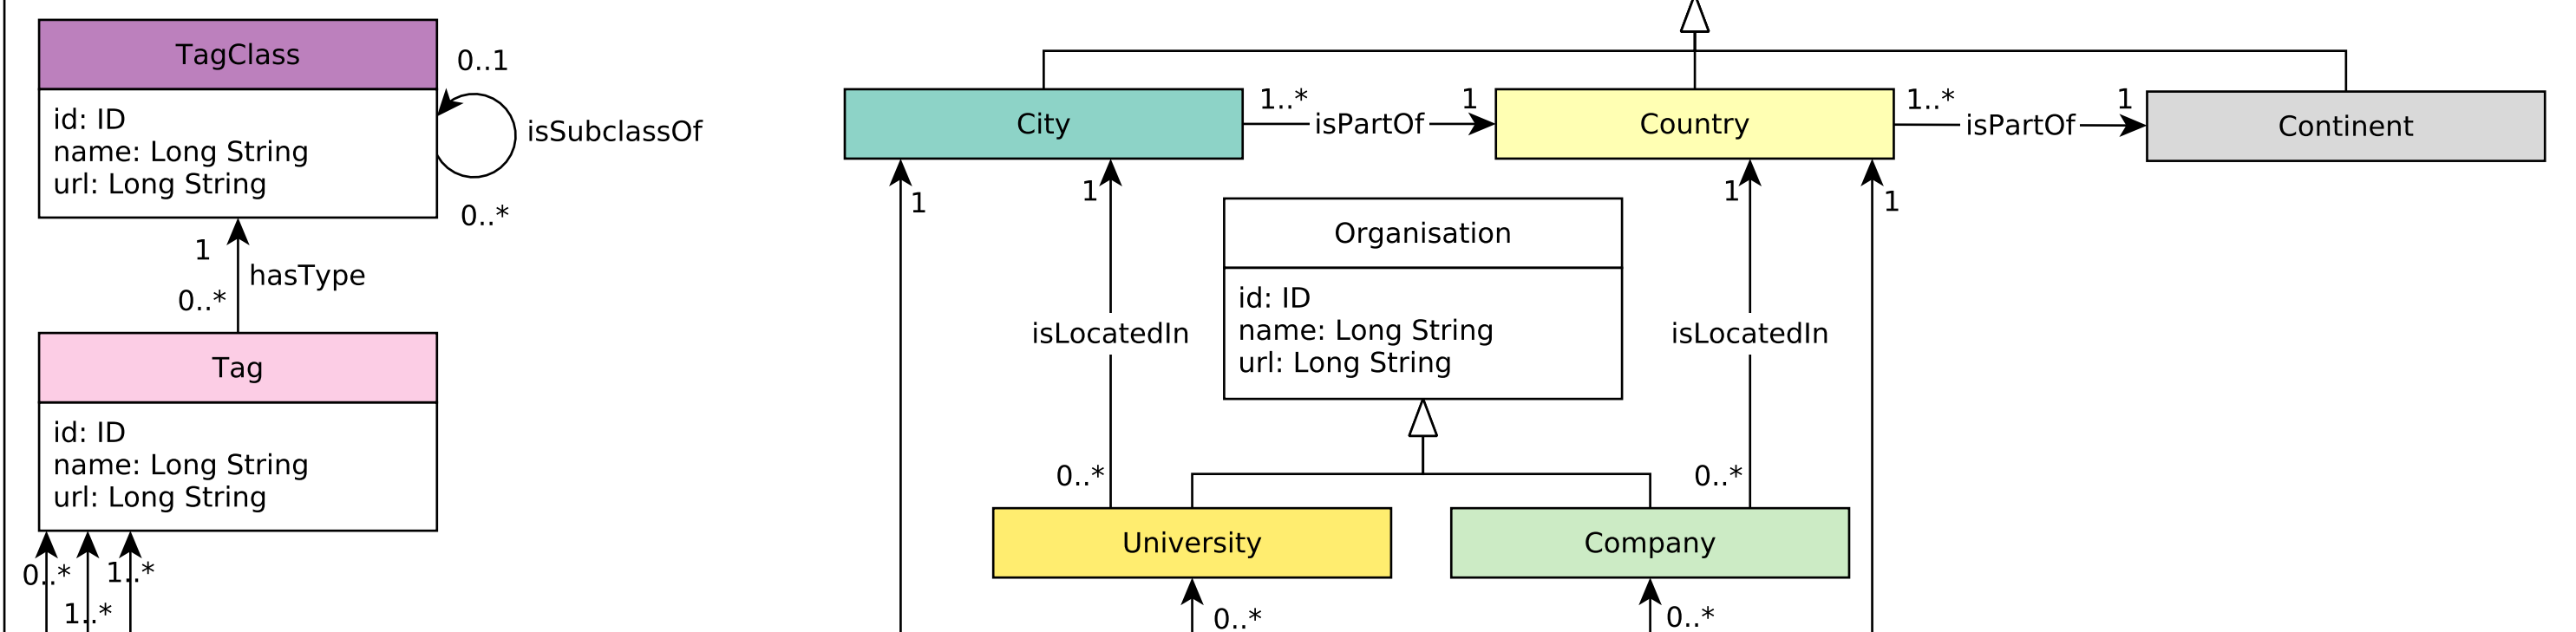 TagClass
id: ID
name: Long String
url: Long String
0..1
isSubclassOf
0..*
1
hasType
0..*
Tag
id: ID
name: Long String
url: Long String
0..*
1..*
1..*
City
1..*
isPartOf
1
Country
1..*
isPartOf
1
Continent
1
1
1
1
Organisation
id: ID
name: Long String
url: Long String
isLocatedIn
isLocatedIn
0..*
0..*
University
Company
0..*
0..*